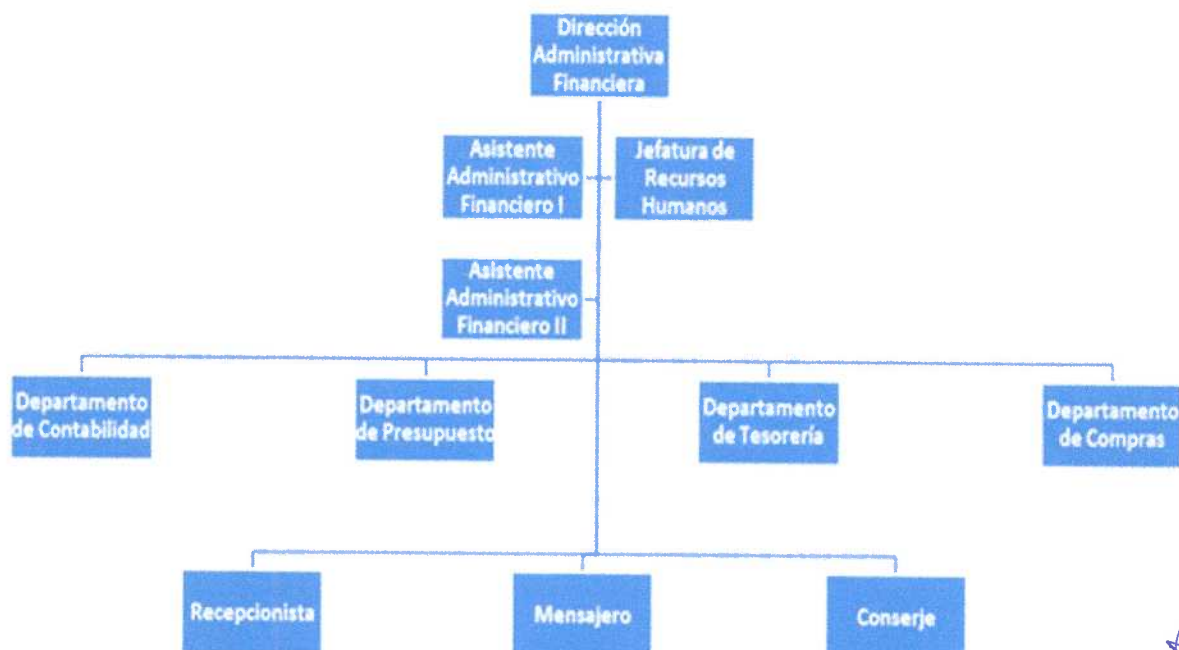 Dirección
Administrativa
Financiera
Asistente
Administrativo
Financiero I
Jefatura de
Recursos
Humanos
Asistente
Administrativo
Financiero II
Departamento
de Contabilidad
Departamento
de Presupuesto
Departamento
de Tesorería
Departamento
de Compras
Recepcionista
Mensajero
Conserje